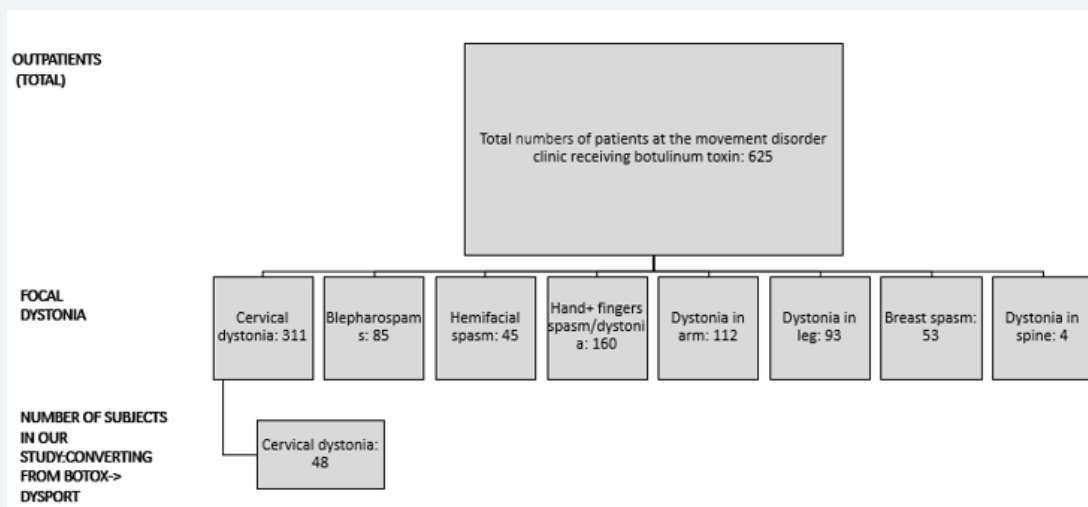 OUTPATIENTS
(TOTAL)
Total numbers of patients at the movement disorder
clinic receiving botulinum toxin: 625
FOCAL
DYSTONIA
Cervical
dystonia: 311
Blepharospam
s: 85
Hemifacial
spasm: 45
Hand+ fingers
spasm/dystoni
a: 160
Dystonia in
arm: 112
Dystonia in
leg: 93
Breast spasm:
53
Dystonia in
spine: 4
NUMBER OF SUBJECTS
IN OUR
STUDY:CONVERTING
FROM BOTOX->
DYSPORT
Cervical dystonia:
48